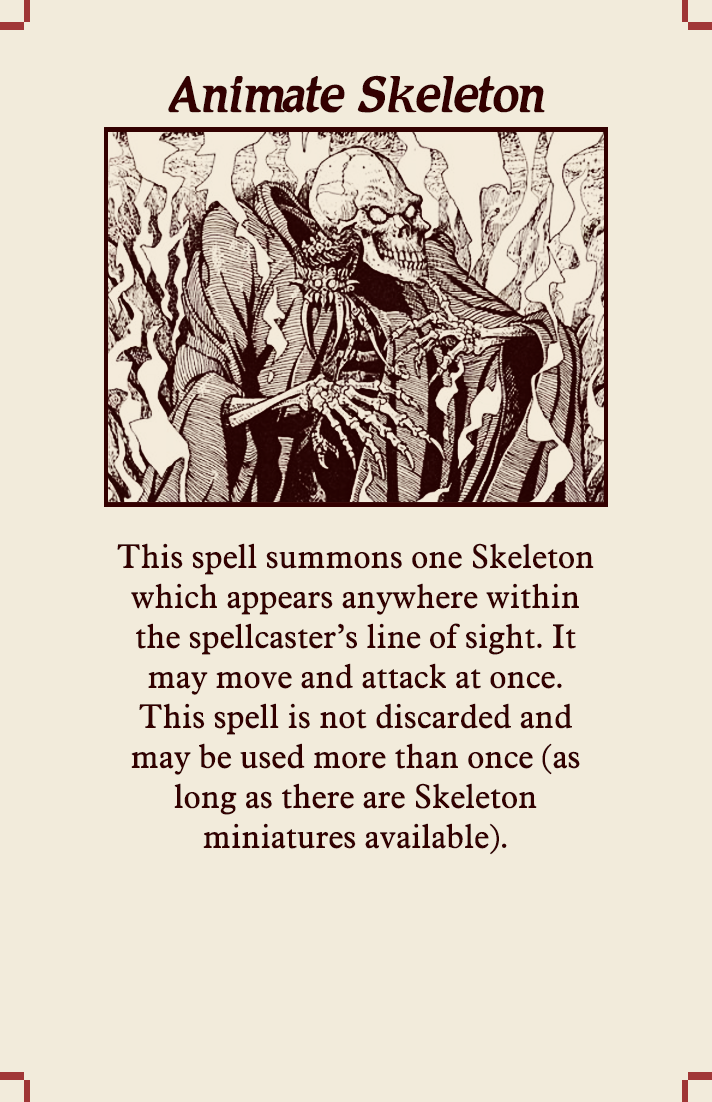 Animate Skeleton
This spell summons one Skeleton
which appears anywhere within
the spellcaster’s line of sight. It
may move and attack at once.
This spell is not discarded and
may be used more than once (as
long as there are Skeleton
miniatures available).